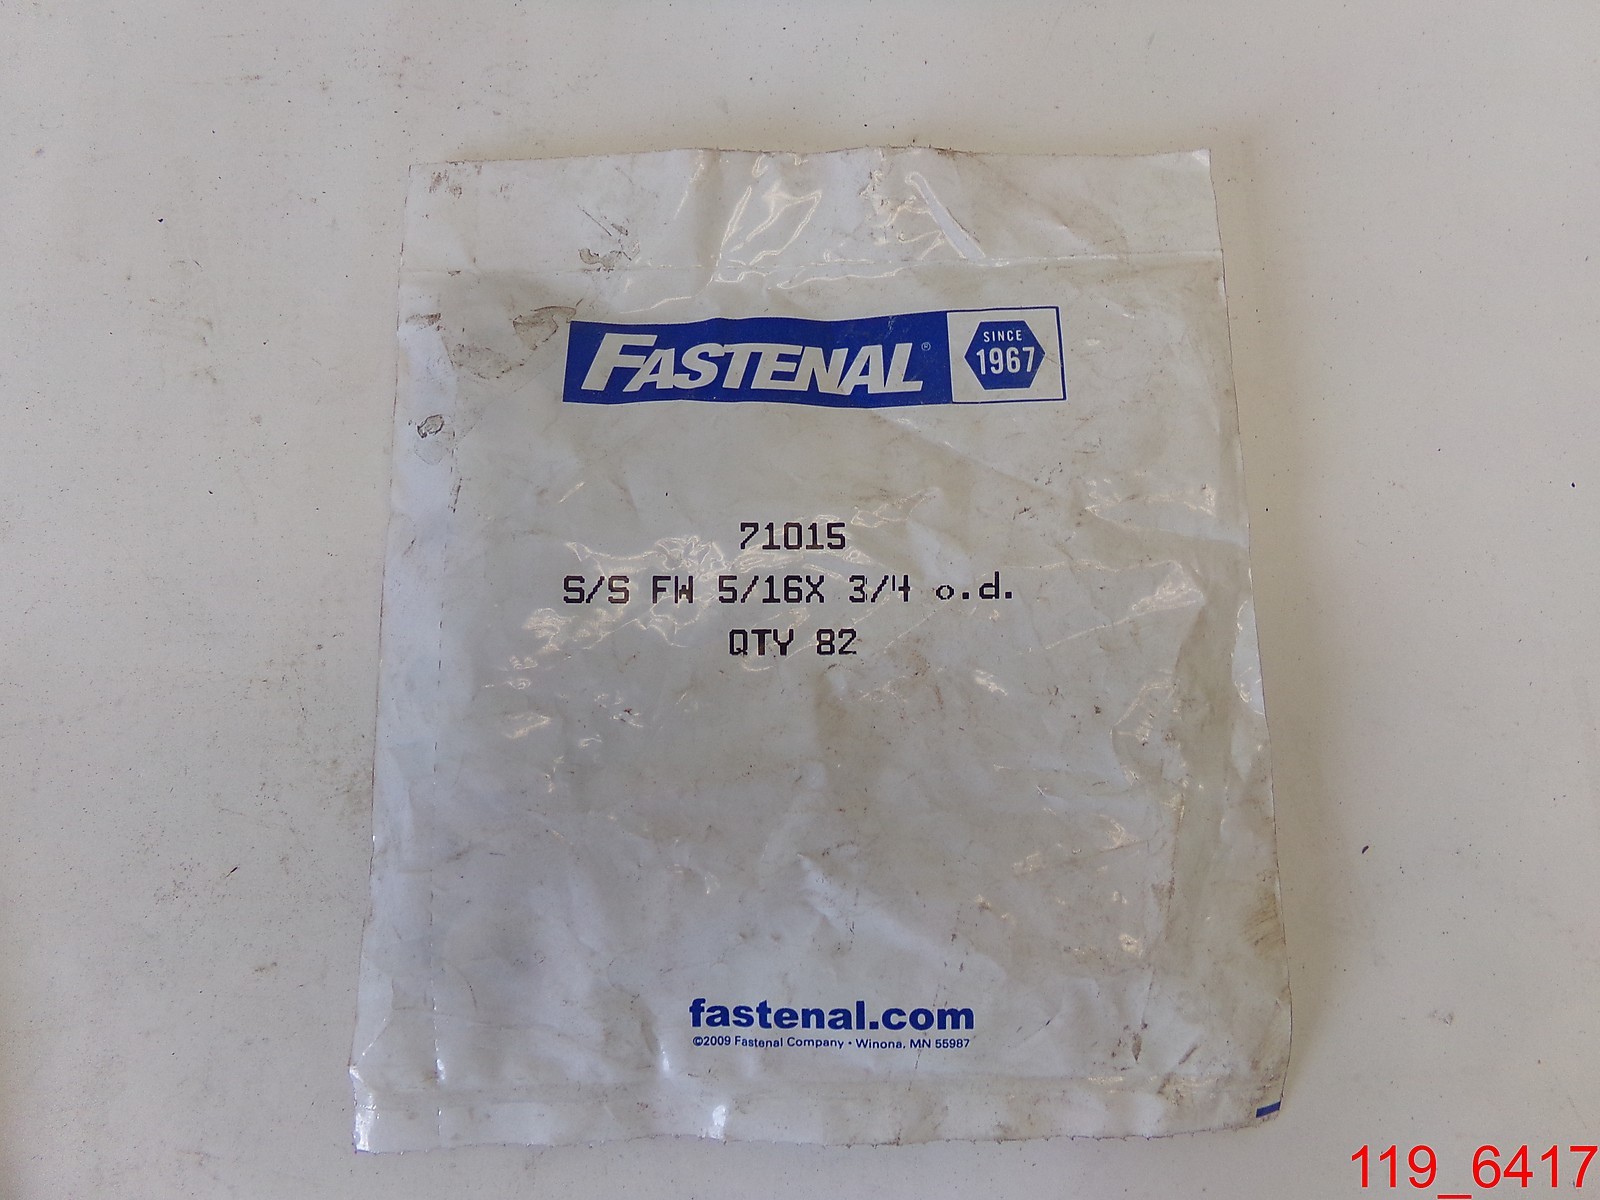 FASTENAL®
SINCE
1967
71015
S/S FW 5/16X 3/4 o.d.
QTY 82
fastenal.com
©2009 Fastenal Company • Winona, MN 55987
119_6417